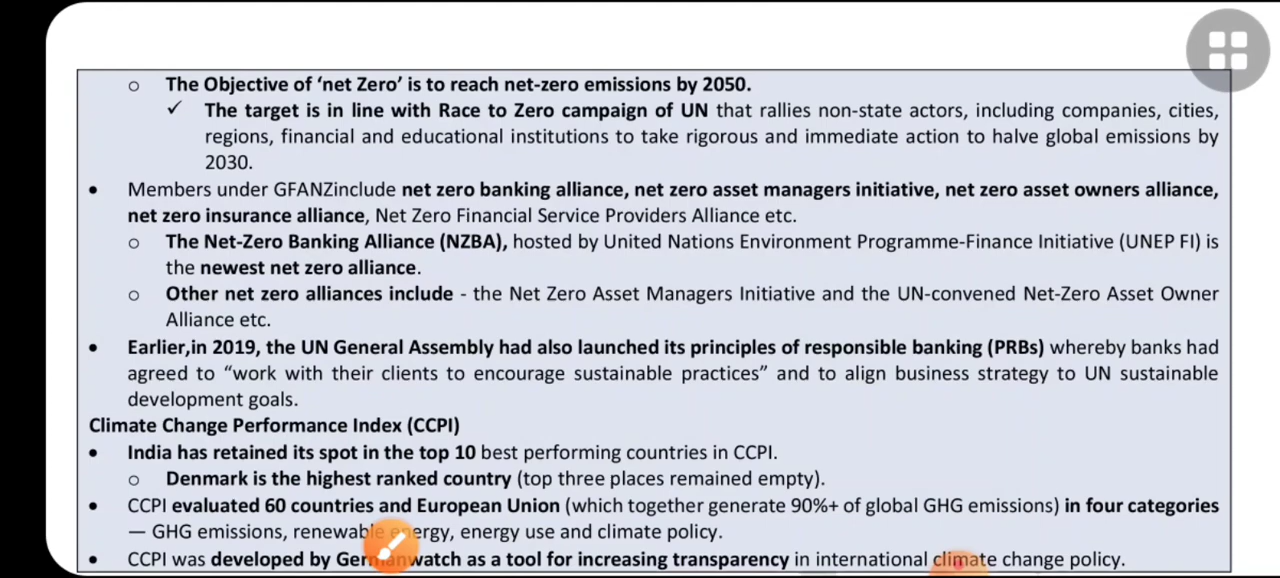 o The Objective of ‘net Zero’ is to reach net-zero emissions by 2050.
✓ The target is in line with Race to Zero campaign of UN that rallies non-state actors, including companies, cities,
regions, financial and educational institutions to take rigorous and immediate action to halve global emissions by
2030.
• Members under GFANZinclude net zero banking alliance, net zero asset managers initiative, net zero asset owners alliance,
net zero insurance alliance, Net Zero Financial Service Providers Alliance etc.
o The Net-Zero Banking Alliance (NZBA), hosted by United Nations Environment Programme-Finance Initiative (UNEP FI) is
the newest net zero alliance.
o Other net zero alliances include - the Net Zero Asset Managers Initiative and the UN-convened Net-Zero Asset Owner
Alliance etc.
• Earlier,in 2019, the UN General Assembly had also launched its principles of responsible banking (PRBs) whereby banks had
agreed to “work with their clients to encourage sustainable practices” and to align business strategy to UN sustainable
development goals.
Climate Change Performance Index (CCPI)
• India has retained its spot in the top 10 best performing countries in CCPI.
o Denmark is the highest ranked country (top three places remained empty).
• CCPI evaluated 60 countries and European Union (which together generate 90%+ of global GHG emissions) in four categories
— GHG emissions, renewable energy, energy use and climate policy.
• CCPI was developed by Germanwatch as a tool for increasing transparency in international climate change policy.